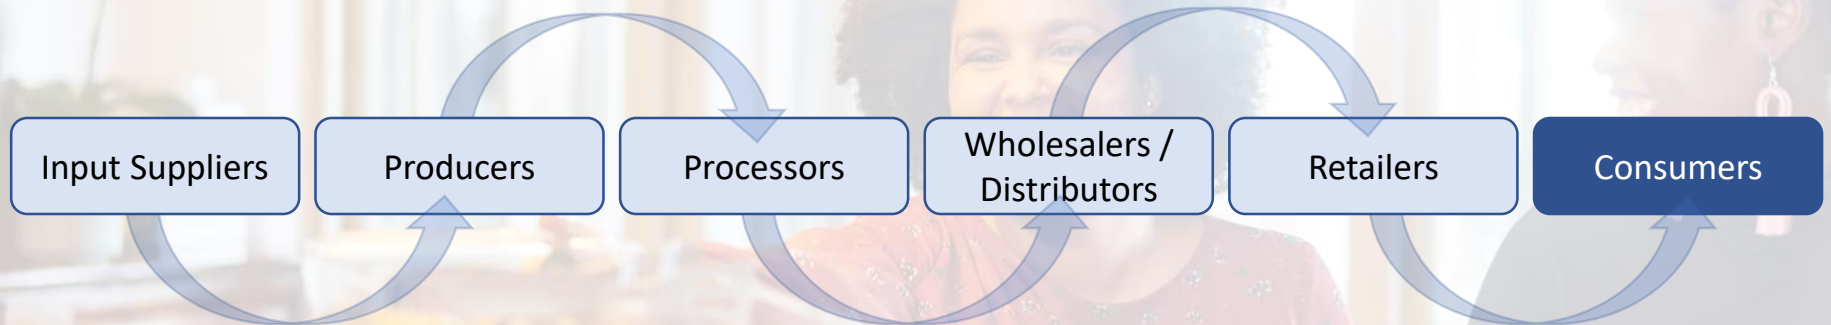 Input Suppliers
Producers
Processors
Wholesalers /
Distributors
Retailers
Consumers